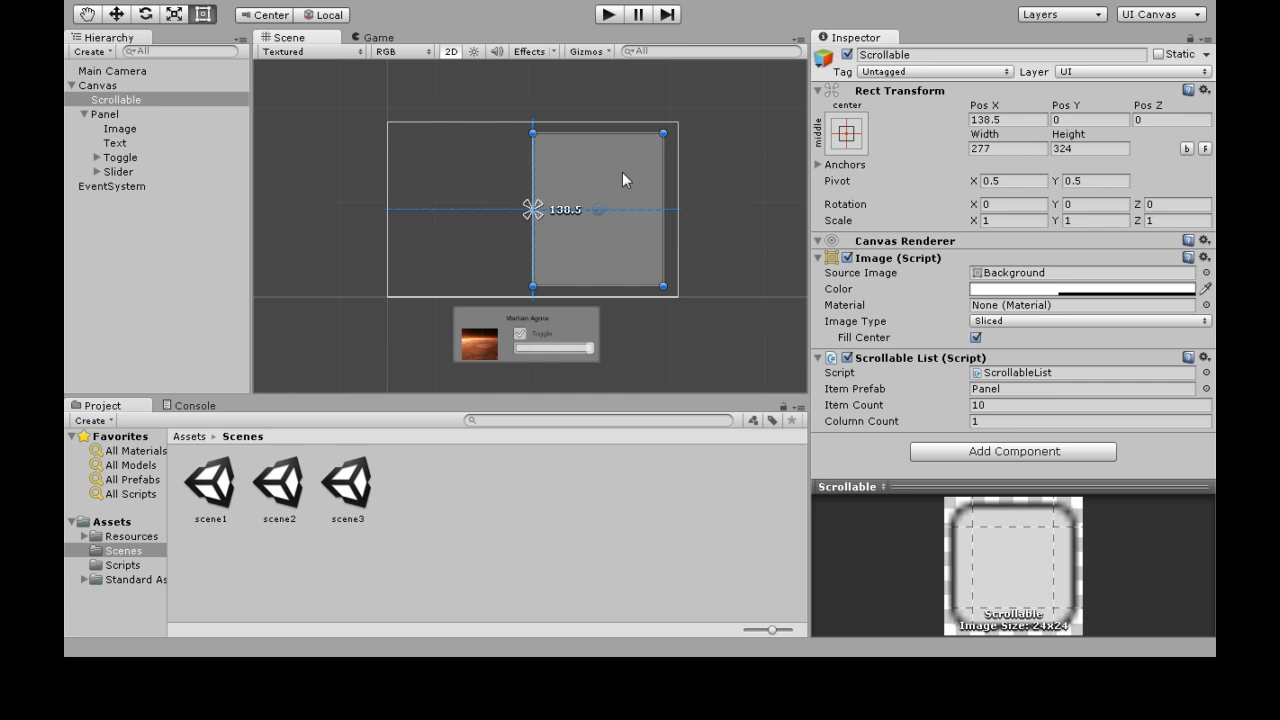 Center Local Layers UI Canvas
Hierarchy Scene Game Inspector
Create All Textured RGB 2D Effects Gizmos All
Scrollable Static
Tag Untagged Layer UI
Main Camera
Canvas
Scrollable
Panel
Image
Text
Toggle
Slider
EventSystem
138.5
Martian Agora
Toggle
Rect Transform
center
middle
Pos X Pos Y Pos Z
138.5 0 0
Width Height
277 324
Anchors
Pivot X 0.5 Y 0.5
Rotation X 0 Y 0 Z 0
Scale X 1 Y 1 Z 1
Canvas Renderer
Image (Script)
Source Image Background
Color
Material None (Material)
Image Type Sliced
Fill Center
Scrollable List (Script)
Script ScrollableList
Item Prefab Panel
Item Count 10
Column Count 1
Add Component
Project Console
Create
Favorites
All Materials
All Models
All Prefabs
All Scripts
Assets
Resources
Scenes
Scripts
Standard As
Assets Scenes
scene1 scene2 scene3
Scrollable
Scrollable
Image Size: 24x24